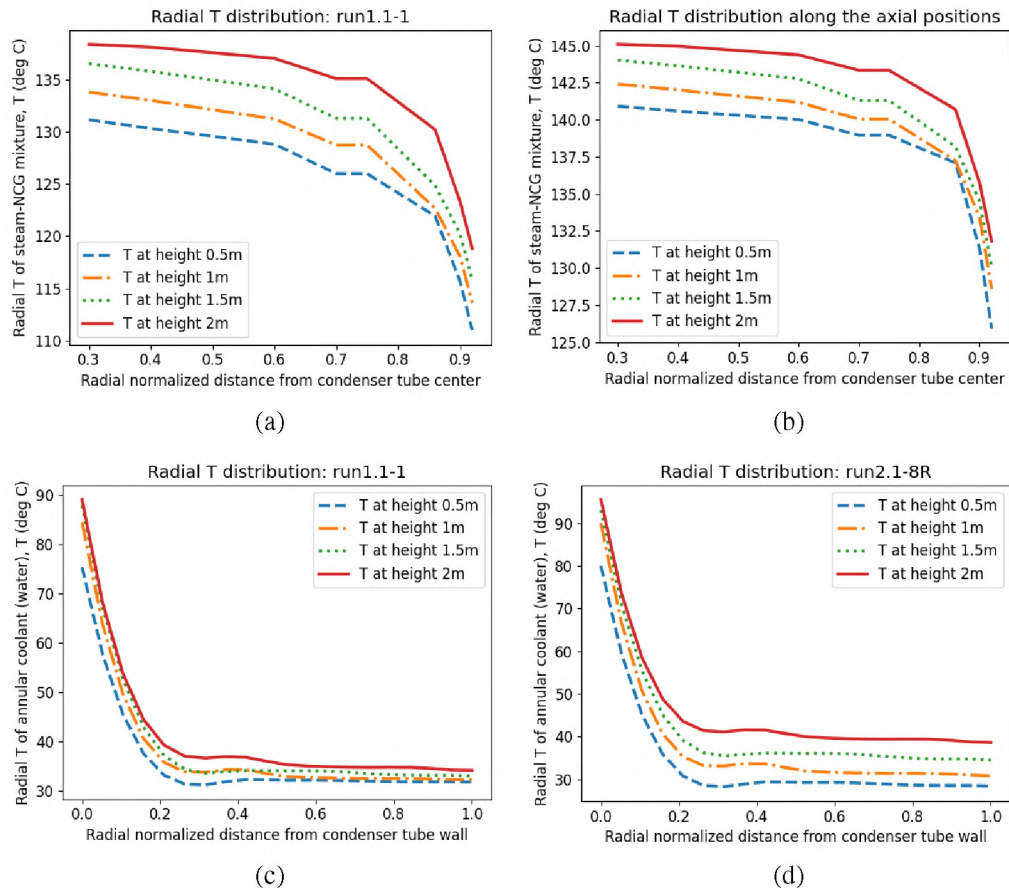 Radial T distribution: run1.1-1
Radial T of steam-NCG mixture, T (deg C)
135
130
125
120
115
110
T at height 0.5m
T at height 1m
T at height 1.5m
T at height 2m
0.3 0.4 0.5 0.6 0.7 0.8 0.9
Radial normalized distance from condenser tube center
(a)
Radial T distribution along the axial positions
Radial T of steam-NCG mixture, T (deg C)
145.0
142.5
140.0
137.5
135.0
132.5
130.0
127.5
125.0
T at height 0.5m
T at height 1m
T at height 1.5m
T at height 2m
0.3 0.4 0.5 0.6 0.7 0.8 0.9
Radial normalized distance from condenser tube center
(b)
Radial T distribution: run1.1-1
Radial T of annular coolant (water), T (deg C)
90
80
70
60
50
40
30
T at height 0.5m
T at height 1m
T at height 1.5m
T at height 2m
0.0 0.2 0.4 0.6 0.8 1.0
Radial normalized distance from condenser tube wall
(c)
Radial T distribution: run2.1-8R
Radial T of annular coolant (water), T (deg C)
90
80
70
60
50
40
30
T at height 0.5m
T at height 1m
T at height 1.5m
T at height 2m
0.0 0.2 0.4 0.6 0.8 1.0
Radial normalized distance from condenser tube wall
(d)